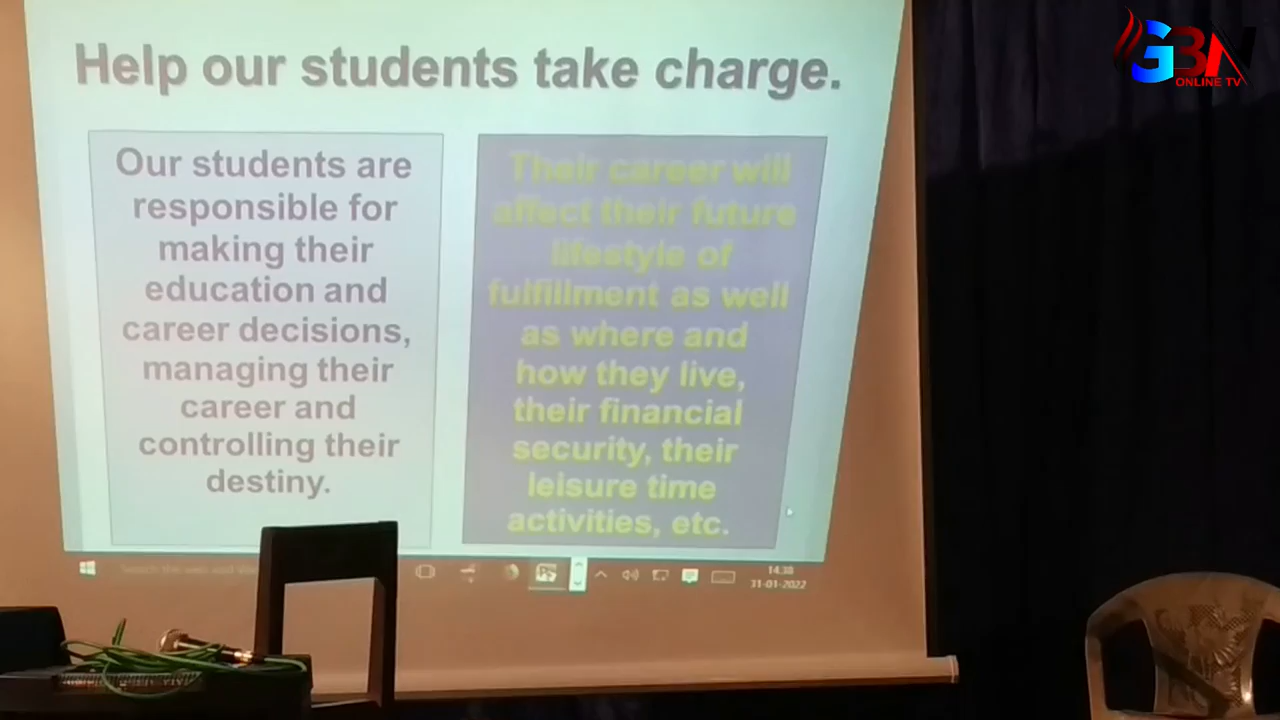 GBN
ONLINE TV
Help our students take charge.
Our students are
responsible for
making their
education and
career decisions,
managing their
career and
controlling their
destiny.
Their career will
affect their future
lifestyle of
fulfillment as well
as where and
how they live,
their financial
security, their
leisure time
activities, etc.
14:38
31-01-2022